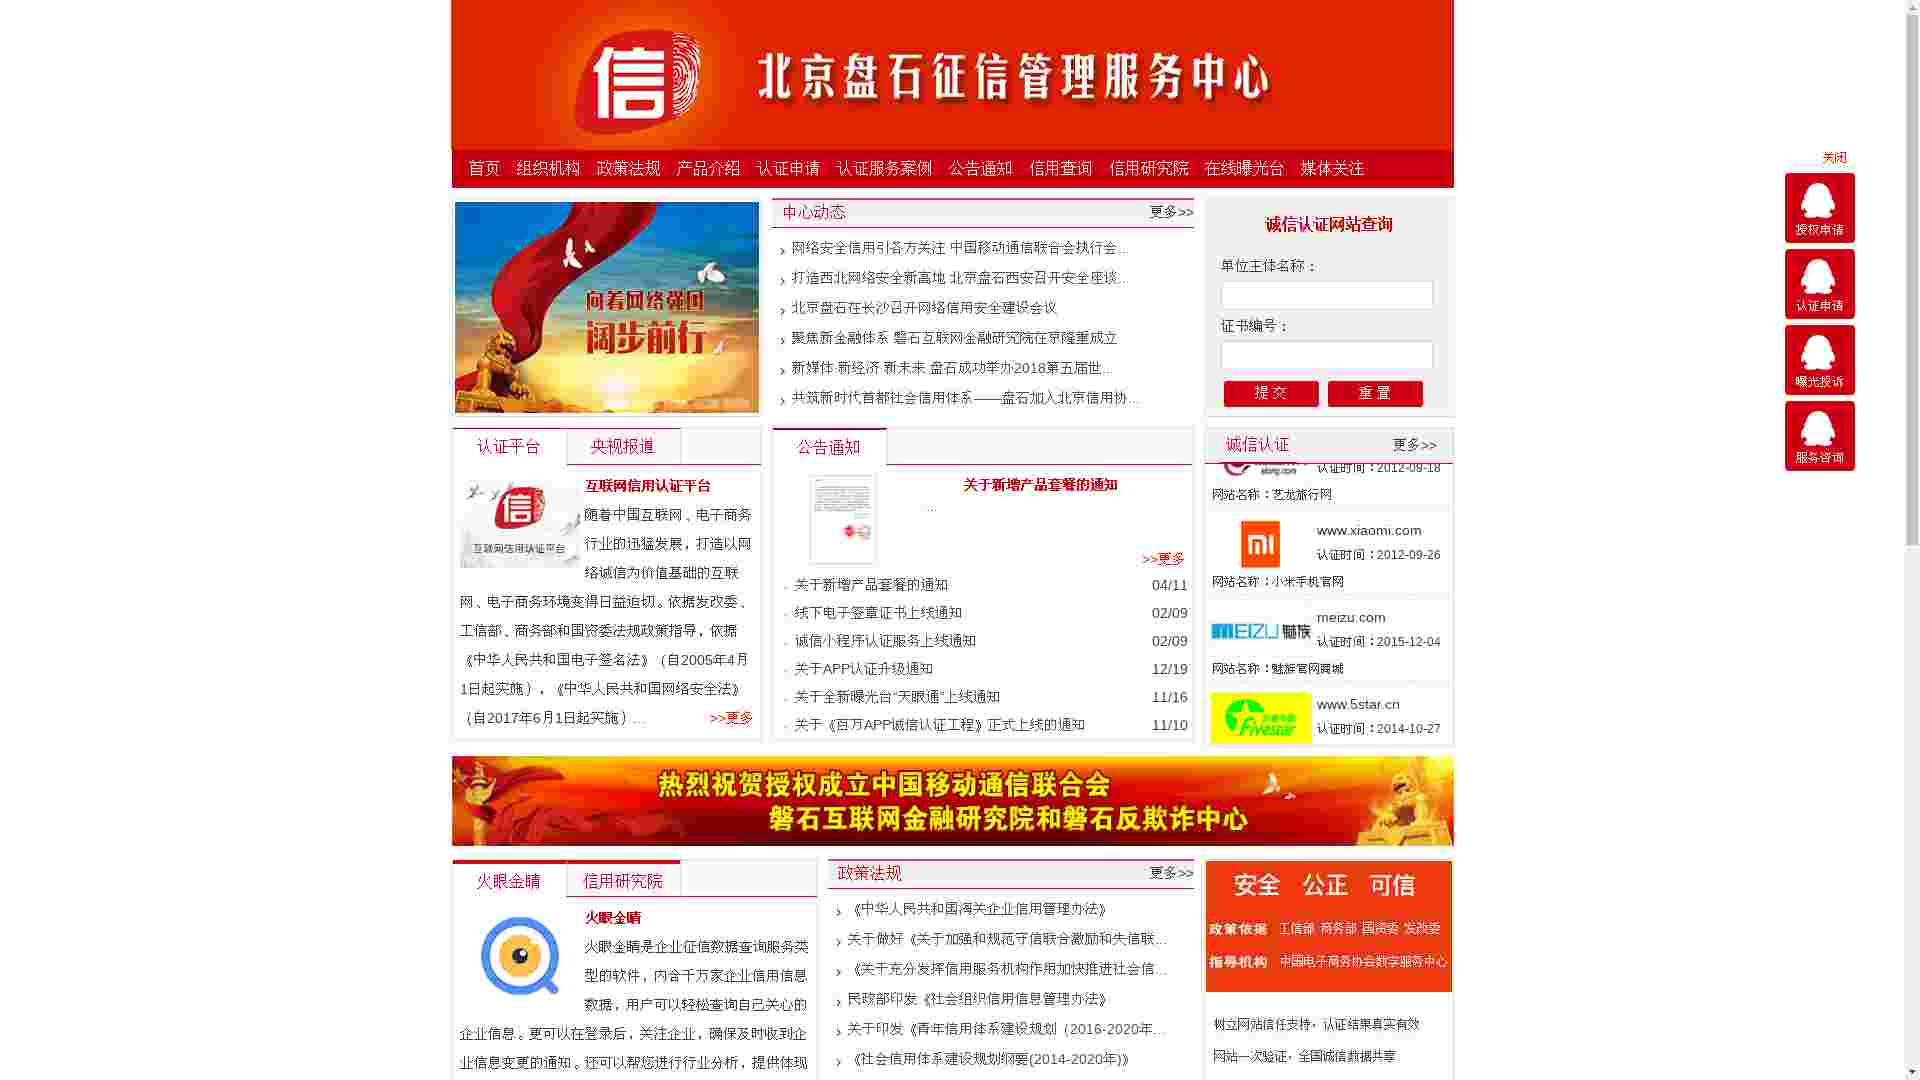 信
北京盘石征信管理服务中心
首页 组织机构 政策法规 产品介绍 认证申请 认证服务案例 公告通知 信用查询 信用研究院 在线曝光台 媒体关注
关闭
授权申请
认证申请
曝光投诉
服务咨询
向着网络强国
阔步前行
中心动态 更多>>
网络安全信用引各方关注 中国移动通信联合会执行会...
打造西北网络安全新高地 北京盘石西安召开安全座谈...
北京盘石在长沙召开网络信用安全建设会议
聚焦新金融体系 磐石互联网金融研究院在京隆重成立
新媒体·新经济·新未来 盘石成功举办2018第五届世...
共筑新时代首都社会信用体系——盘石加入北京信用协...
诚信认证网站查询
单位主体名称：
证书编号：
提 交 重 置
认证平台 央视报道
信
互联网信用认证平台
互联网信用认证平台
随着中国互联网、电子商务
行业的迅猛发展，打造以网
络诚信为价值基础的互联
网、电子商务环境变得日益迫切。依据发改委、
工信部、商务部和国资委法规政策指导，依据
《中华人民共和国电子签名法》（自2005年4月
1日起实施），《中华人民共和国网络安全法》
（自2017年6月1日起实施）... >>更多
公告通知
关于新增产品套餐的通知
...
>>更多
关于新增产品套餐的通知 04/11
线下电子签章证书上线通知 02/09
诚信小程序认证服务上线通知 02/09
关于APP认证升级通知 12/19
关于全新曝光台“天眼通”上线通知 11/16
关于《百万APP诚信认证工程》正式上线的通知 11/10
诚信认证 更多>>
认证时间：2012-09-18
网站名称：艺龙旅行网
www.xiaomi.com
认证时间：2012-09-26
网站名称：小米手机官网
MEIZU 魅族
meizu.com
认证时间：2015-12-04
网站名称：魅族官网商城
Fivestar
www.5star.cn
认证时间：2014-10-27
热烈祝贺授权成立中国移动通信联合会
磐石互联网金融研究院和磐石反欺诈中心
火眼金睛 信用研究院
火眼金睛
火眼金睛是企业征信数据查询服务类
型的软件，内含千万家企业信用信息
数据，用户可以轻松查询自己关心的
企业信息。更可以在登录后，关注企业，确保及时收到企
业信息变更的通知。还可以帮您进行行业分析，提供体现
政策法规 更多>>
《中华人民共和国海关企业信用管理办法》
关于做好《关于加强和规范守信联合激励和失信联...
《关于充分发挥信用服务机构作用加快推进社会信...
民政部印发《社会组织信用信息管理办法》
关于印发《青年信用体系建设规划（2016-2020年...
《社会信用体系建设规划纲要(2014-2020年)》
安全 公正 可信
政策依据 工信部 商务部 国资委 发改委
指导机构 中国电子商务协会数字服务中心
树立网站信任支持，认证结果真实有效
网站一次验证，全国诚信数据共享